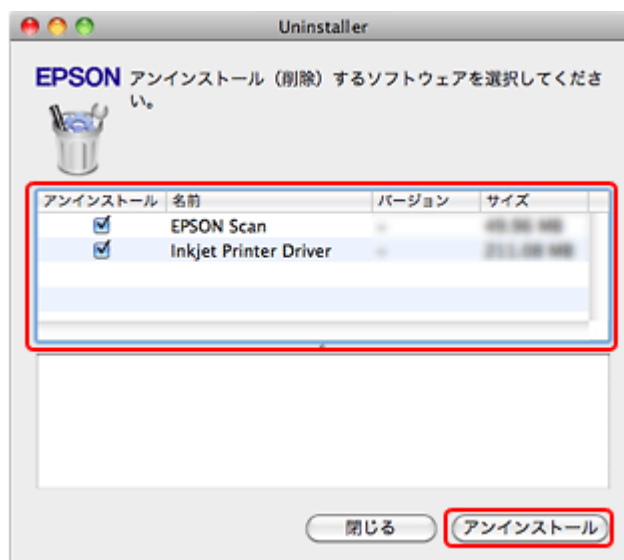 Uninstaller
EPSON アンインストール（削除）するソフトウェアを選択してくださ
い。
アンインストール 名前 バージョン サイズ
EPSON Scan -
Inkjet Printer Driver -
閉じる アンインストール